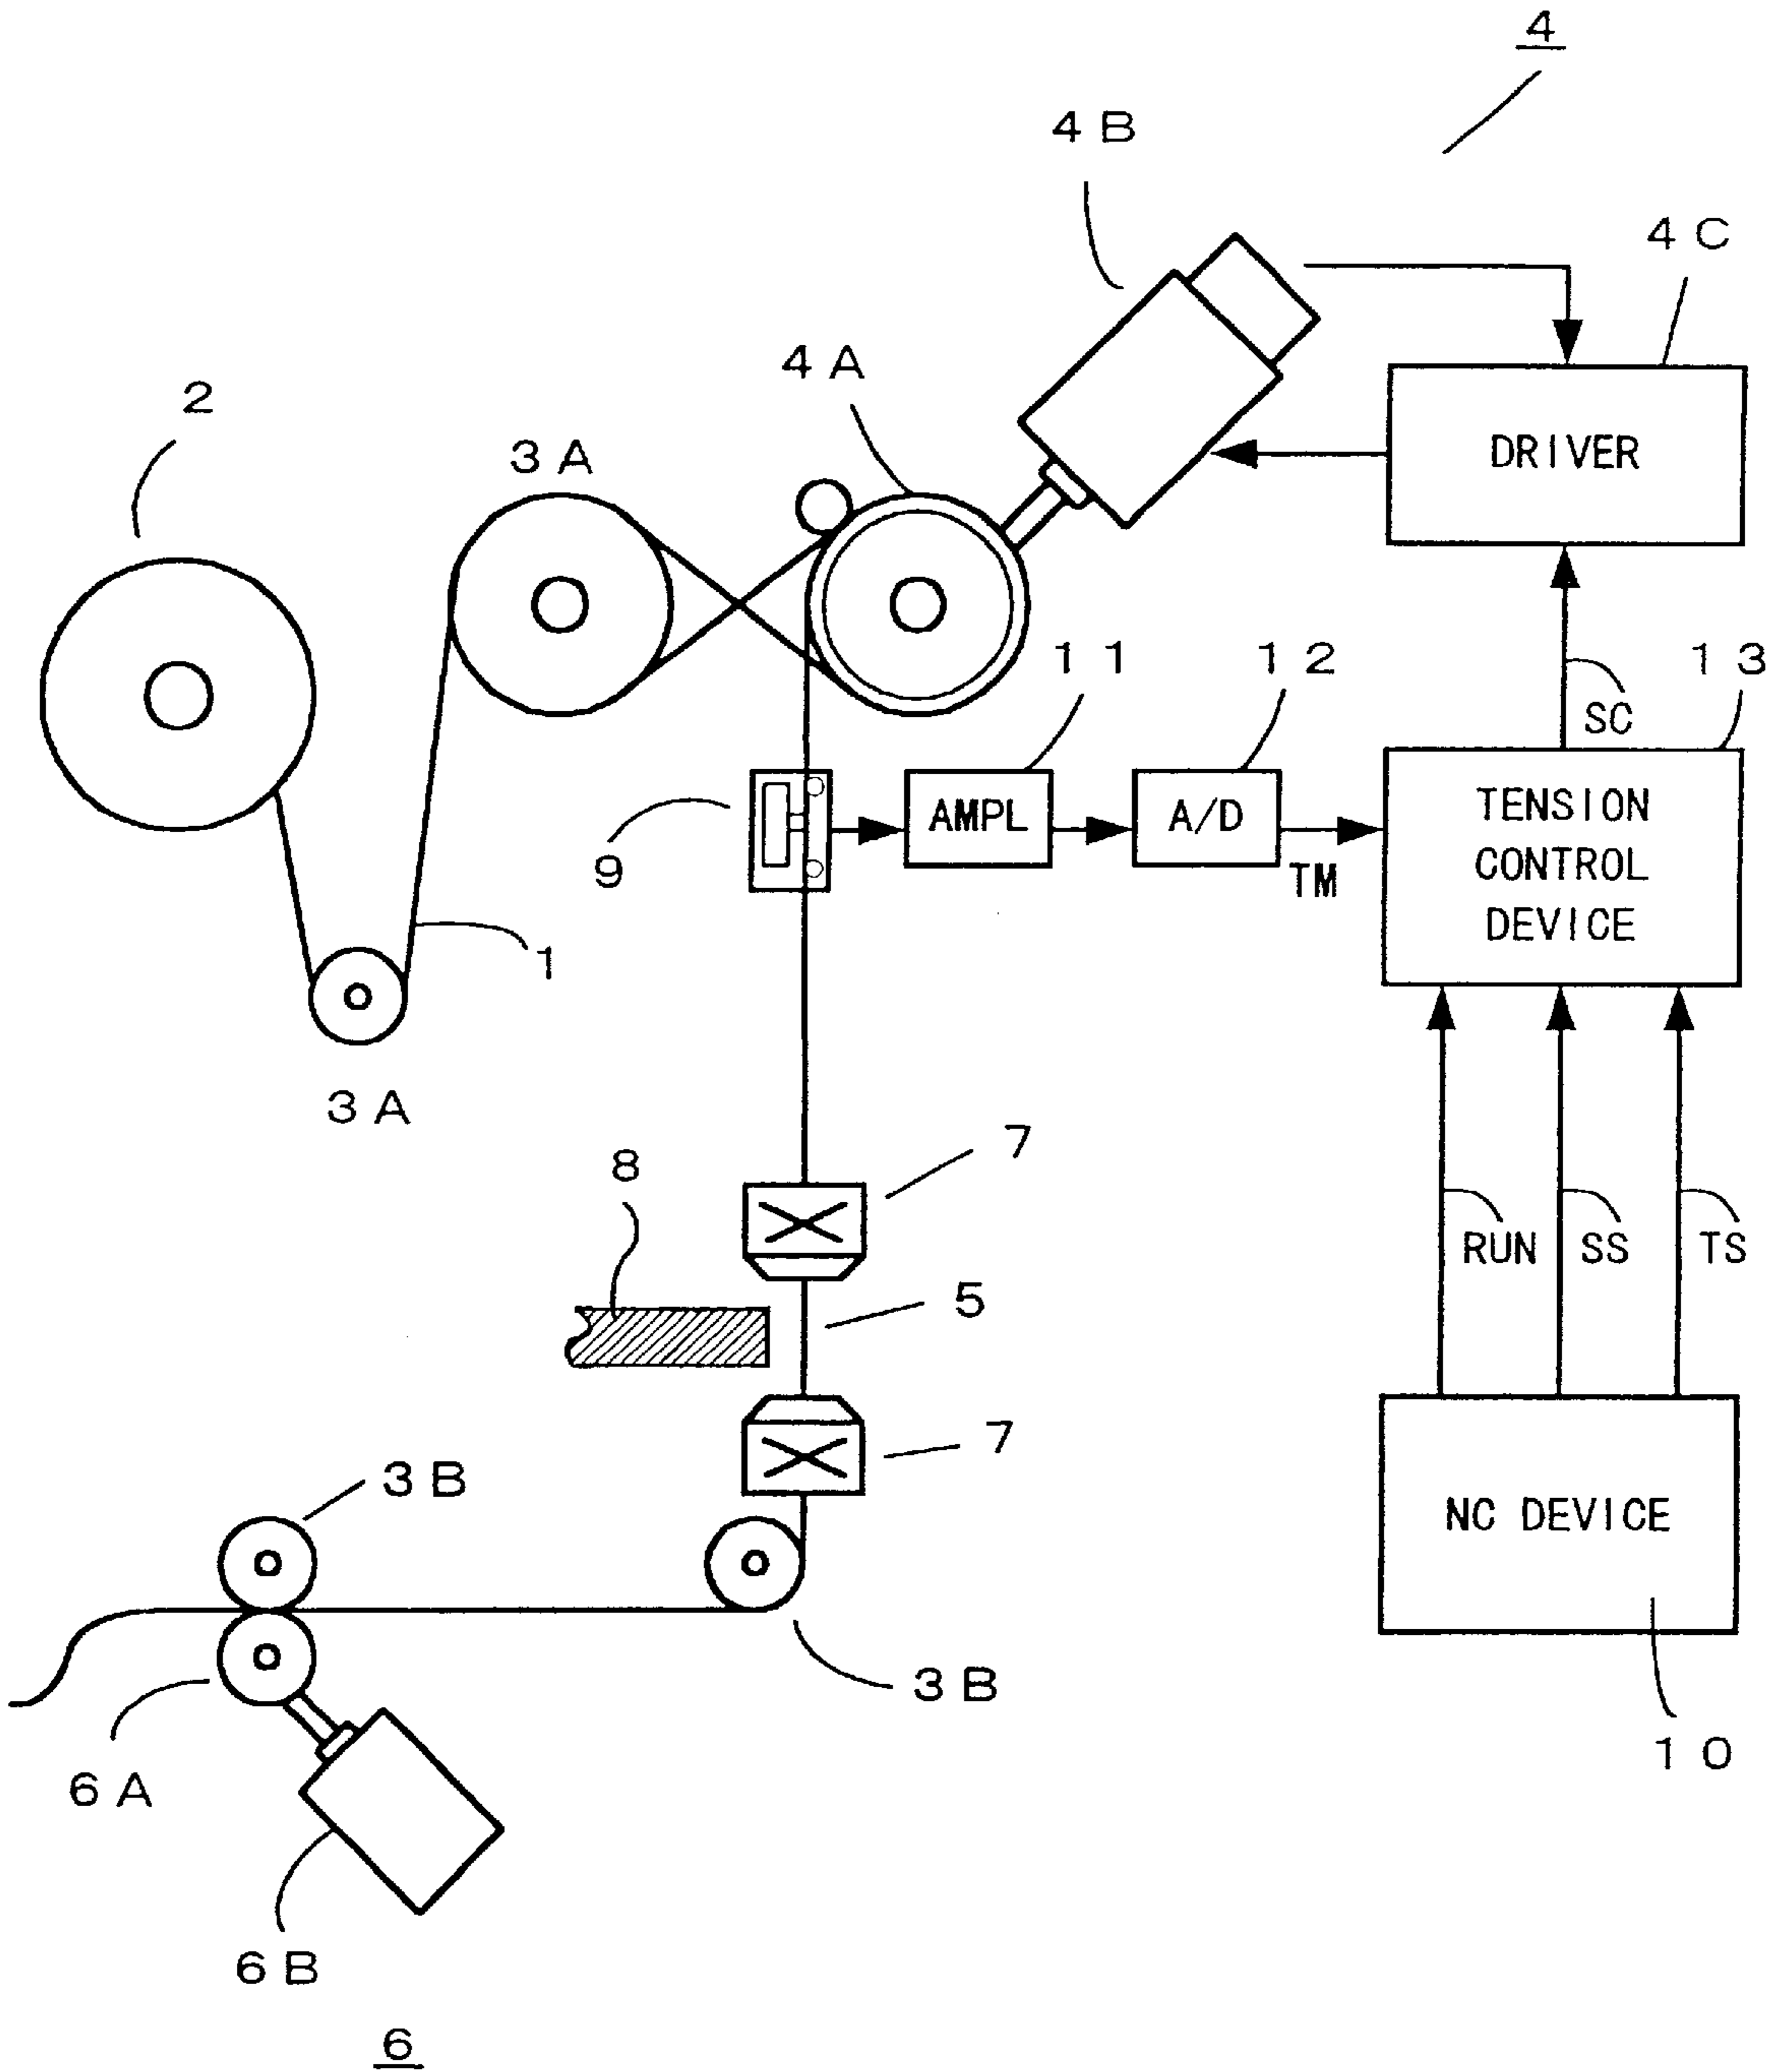 4
4B
4C
2
3A
4A
DRIVER
11
12
13
SC
9
AMPL
A/D
TENSION
CONTROL
DEVICE
TM
1
3A
8
7
RUN
SS
TS
5
7
3B
NC DEVICE
3B
6A
10
6B
6